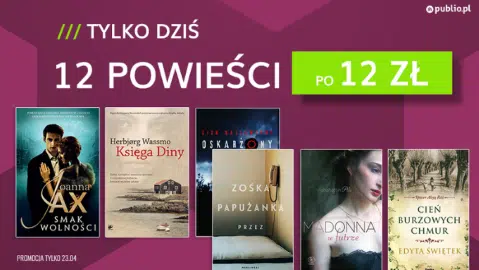 publio.pl
/// TYLKO DZIŚ
12 POWIEŚCI
PO 12 ZŁ
Joanna
JAX
SMAK
WOLNOŚCI
Herbjørg Wassmo
Księga Diny
OSKARŻONY
ZOŚKA
PAPUŻANKA
PRZEZ
MADONNA
w futrze
CIEŃ
BURZOWYCH
CHMUR
EDYTA ŚWIĘTEK
PROMOCJA TYLKO 23.04